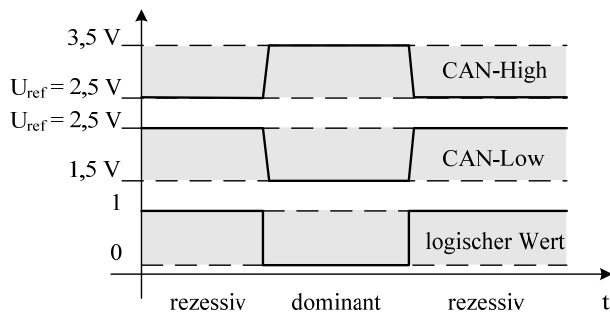 3,5 V
CAN-High
U_ref = 2,5 V
U_ref = 2,5 V
CAN-Low
1,5 V
1
logischer Wert
0
rezessiv dominant rezessiv t